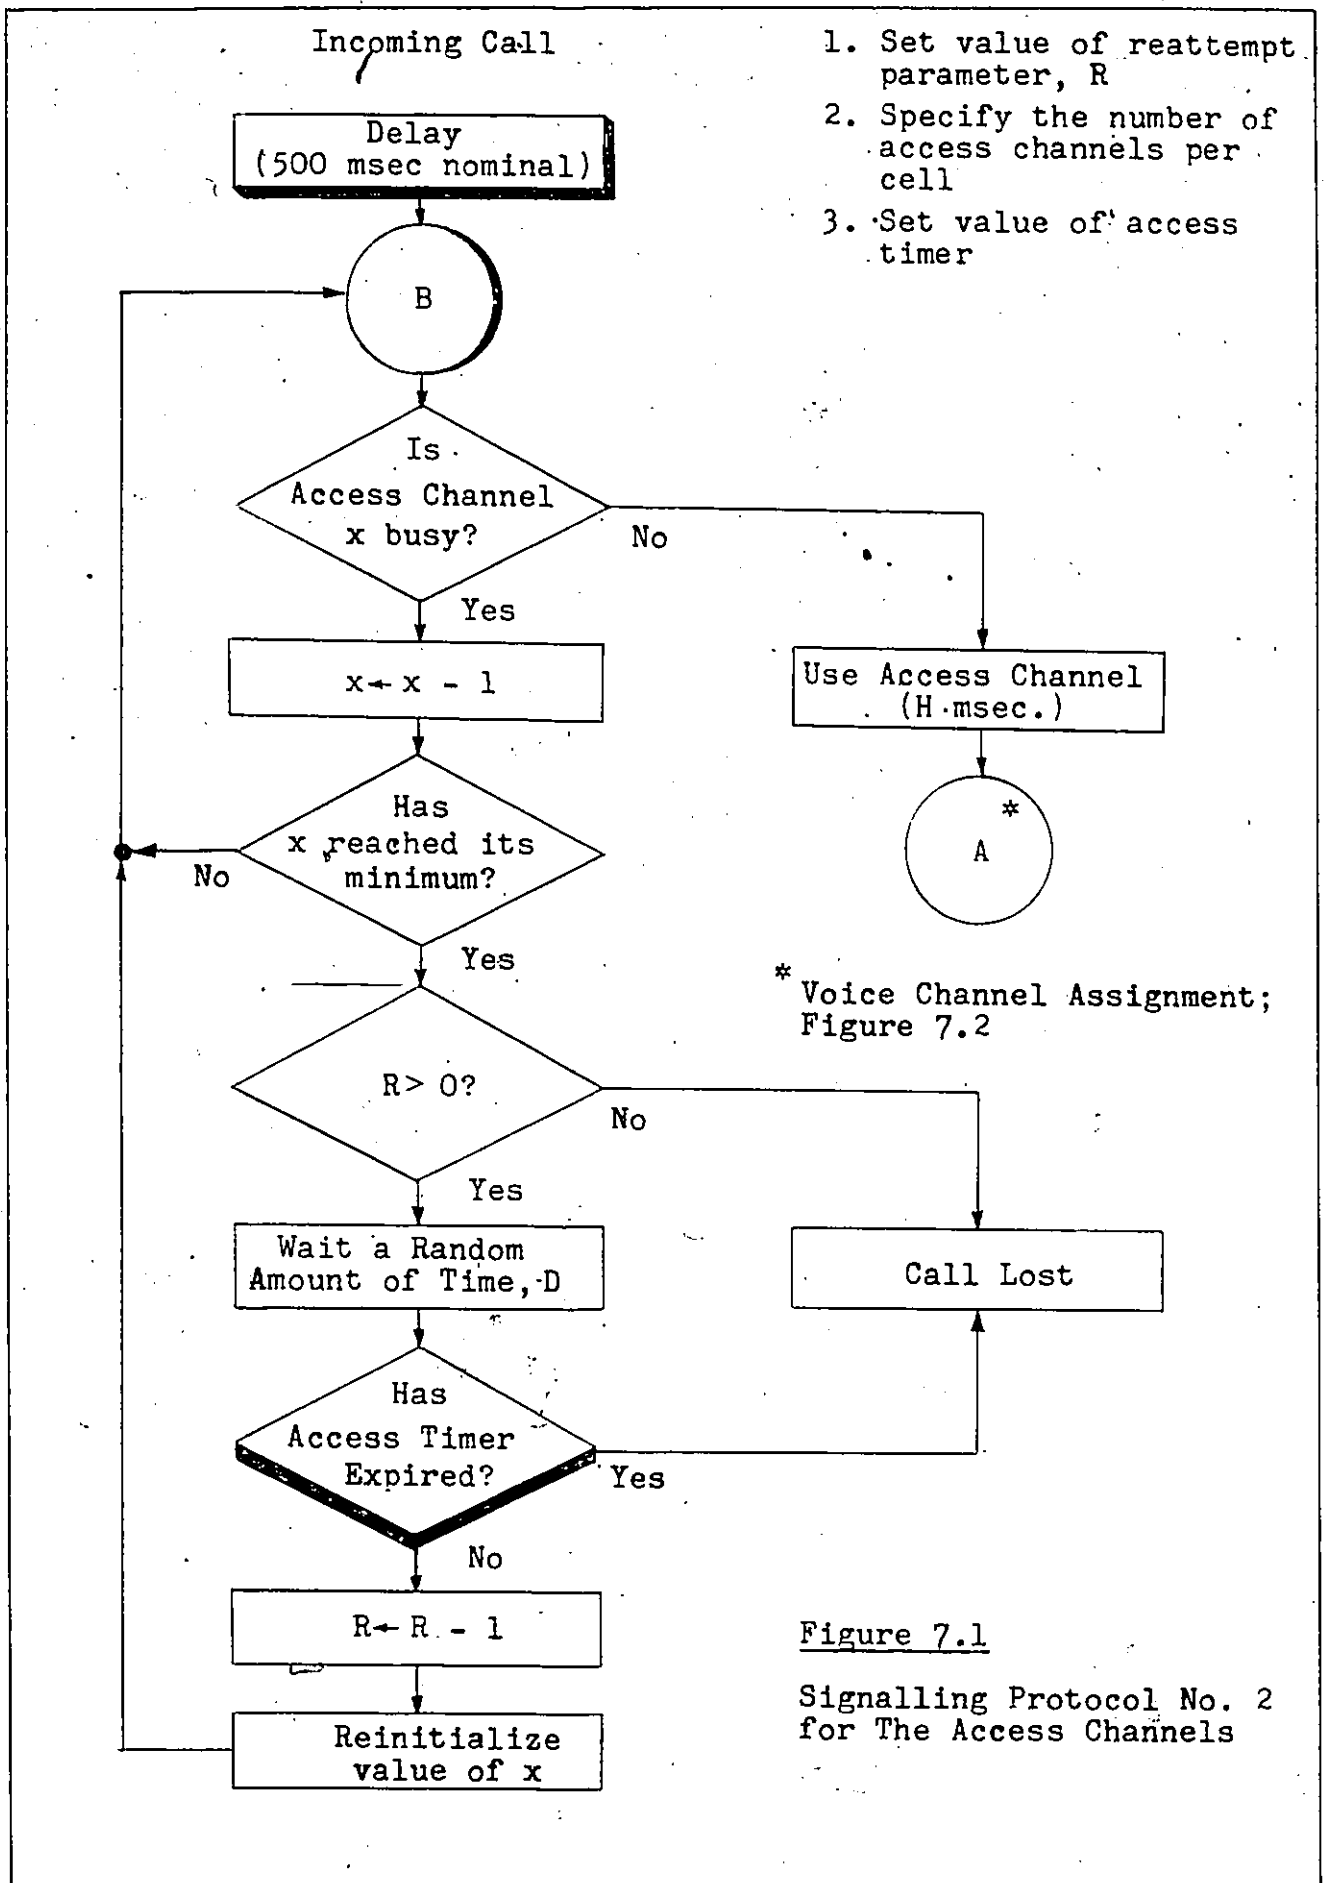 Incoming Call
1. Set value of reattempt
parameter, R
2. Specify the number of
access channels per
cell
3. Set value of access
timer
Delay
(500 msec nominal)
B
Is
Access Channel
x busy?
No
Yes
x← x - 1
Use Access Channel
(H msec.)
Has
x reached its
minimum?
No
Yes
*
A
* Voice Channel Assignment;
Figure 7.2
R> 0?
No
Yes
Wait a Random
Amount of Time, D
Call Lost
Has
Access Timer
Expired?
Yes
No
R← R - 1
Reinitialize
value of x
Figure 7.1
Signalling Protocol No. 2
for The Access Channels